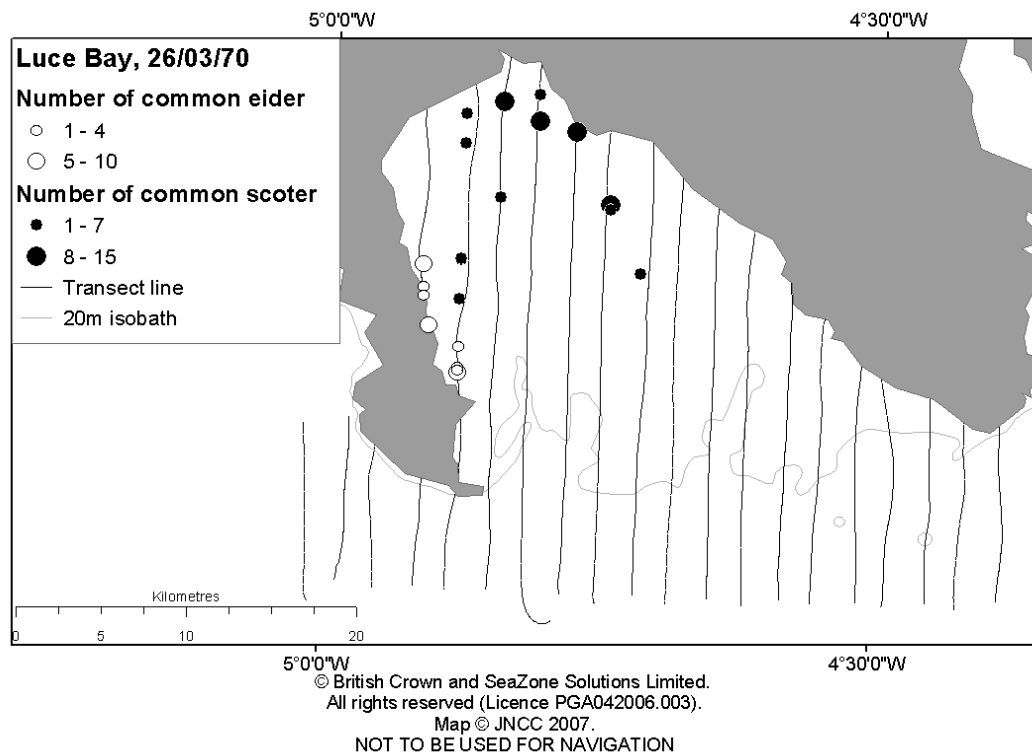 5°0'0"W 4°30'0"W
Luce Bay, 26/03/70
Number of common eider
1 - 4
5 - 10
Number of common scoter
1 - 7
8 - 15
Transect line
20m isobath
Kilometres
0 5 10 20
5°0'0"W 4°30'0"W
© British Crown and SeaZone Solutions Limited.
All rights reserved (Licence PGA042006.003).
Map © JNCC 2007.
NOT TO BE USED FOR NAVIGATION